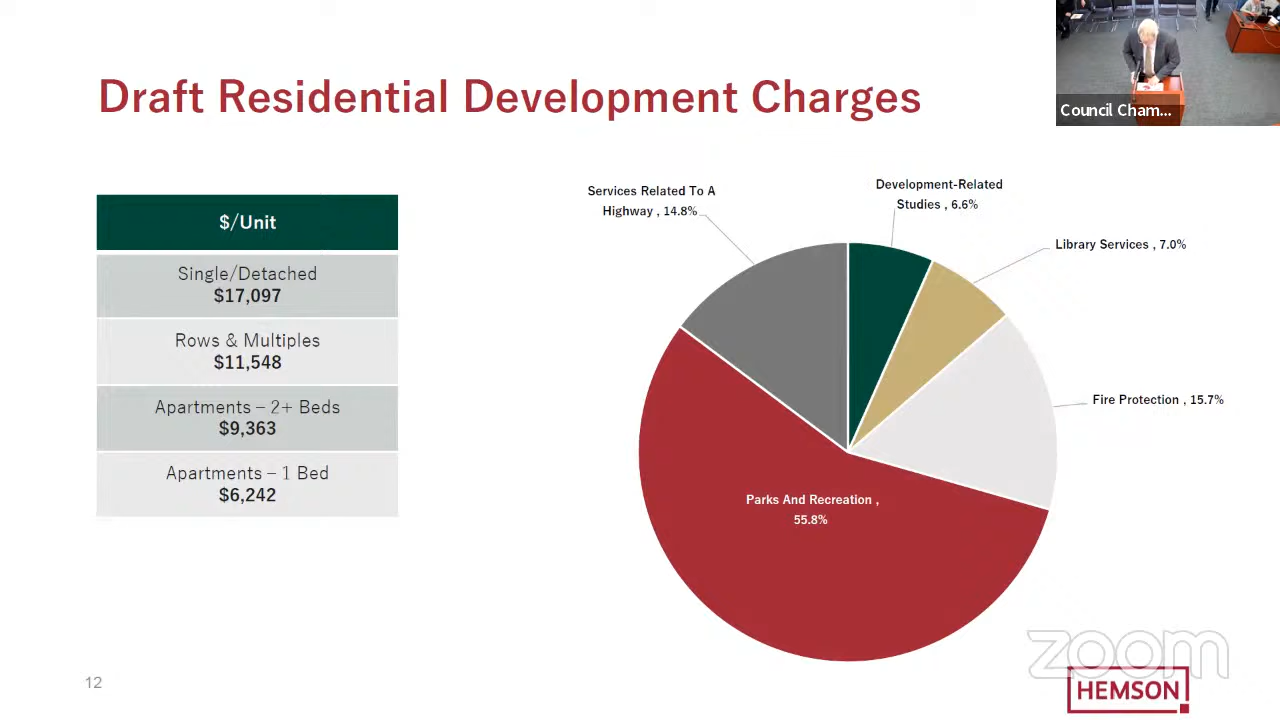 Draft Residential Development Charges
Council Cham...
$/Unit
Single/Detached
$17,097
Rows & Multiples
$11,548
Apartments – 2+ Beds
$9,363
Apartments – 1 Bed
$6,242
Services Related To A
Highway , 14.8%
Development-Related
Studies , 6.6%
Library Services , 7.0%
Fire Protection , 15.7%
Parks And Recreation ,
55.8%
12
zoom
HEMSON